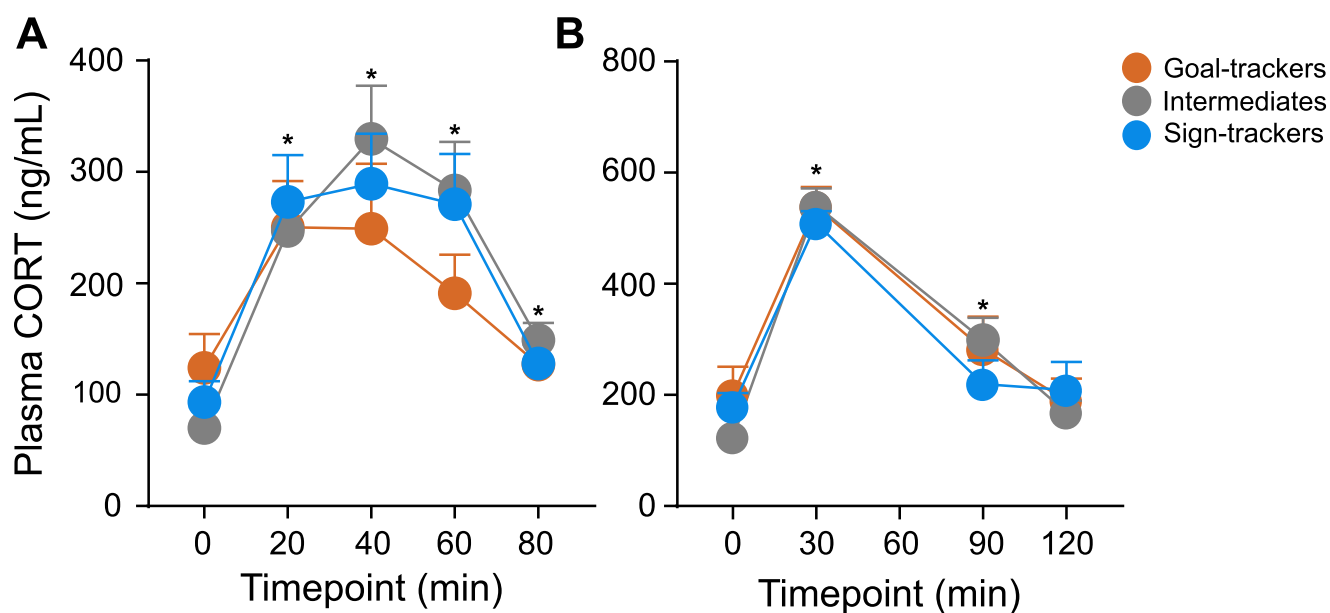 A
B
Plasma CORT (ng/mL)
400
300
200
100
0
* * * *
0 20 40 60 80
Timepoint (min)
800
600
400
200
0
* *
0 30 60 90 120
Timepoint (min)
Goal-trackers
Intermediates
Sign-trackers